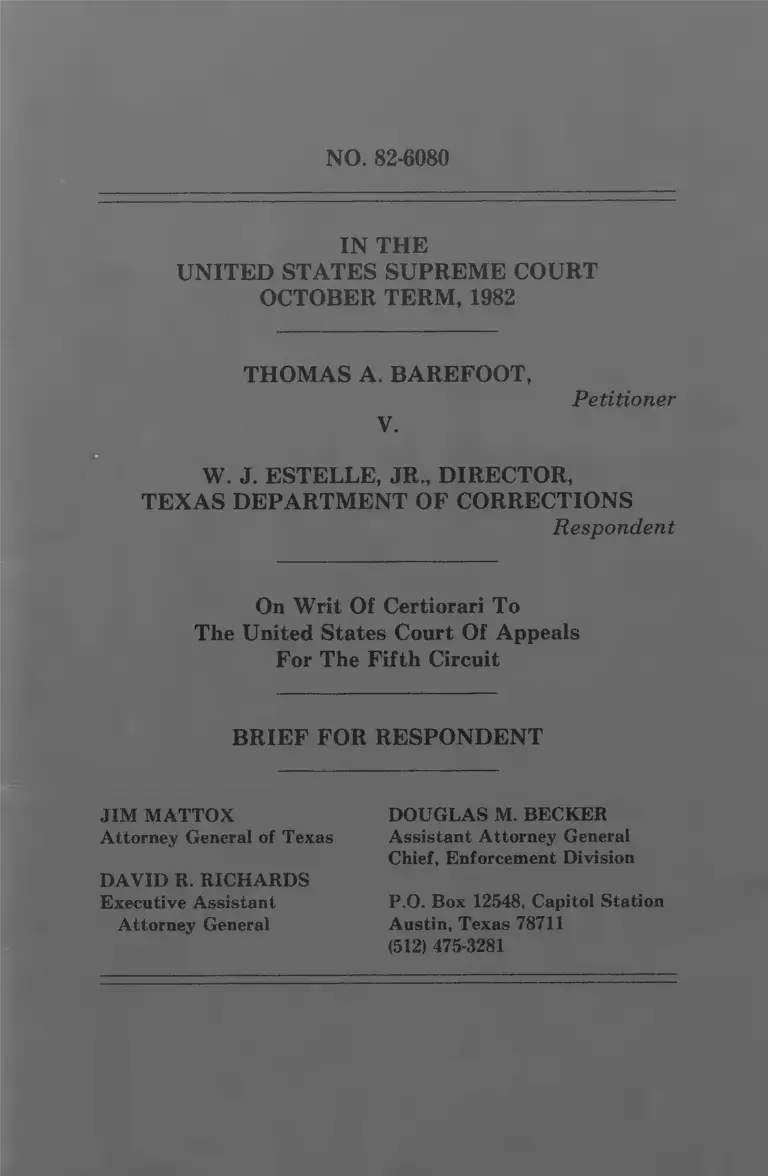 NO. 82-6080
IN THE
UNITED STATES SUPREME COURT
OCTOBER TERM, 1982
THOMAS A. BAREFOOT,
Petitioner
V.
W. J. ESTELLE, JR., DIRECTOR,
TEXAS DEPARTMENT OF CORRECTIONS
Respondent
On Writ Of Certiorari To
The United States Court Of Appeals
For The Fifth Circuit
BRIEF FOR RESPONDENT
JIM MATTOX
Attorney General of Texas
DAVID R. RICHARDS
Executive Assistant
Attorney General
DOUGLAS M. BECKER
Assistant Attorney General
Chief, Enforcement Division
P.O. Box 12548, Capitol Station
Austin, Texas 78711
(512) 475-3281